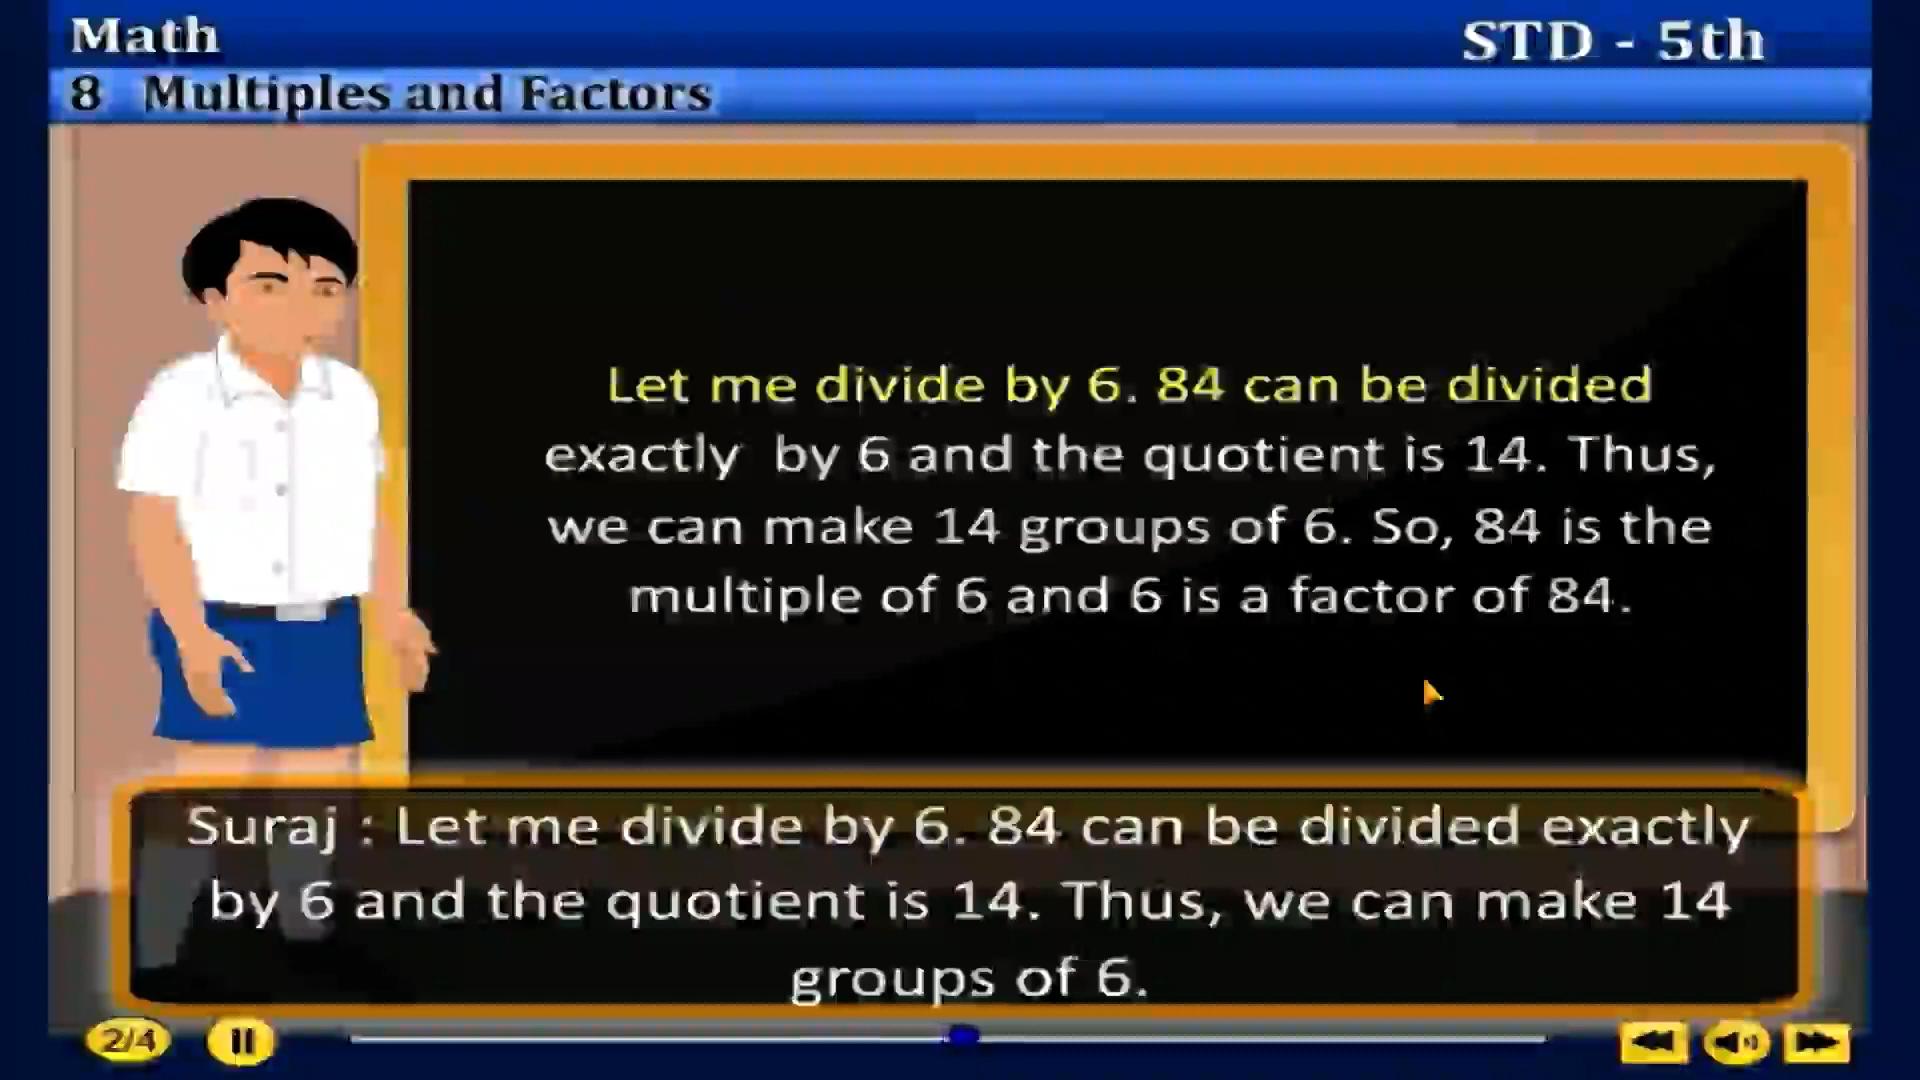 Math
STD - 5th
8 Multiples and Factors
Let me divide by 6. 84 can be divided
exactly by 6 and the quotient is 14. Thus,
we can make 14 groups of 6. So, 84 is the
multiple of 6 and 6 is a factor of 84.
Suraj : Let me divide by 6. 84 can be divided exactly
by 6 and the quotient is 14. Thus, we can make 14
groups of 6.
2/4